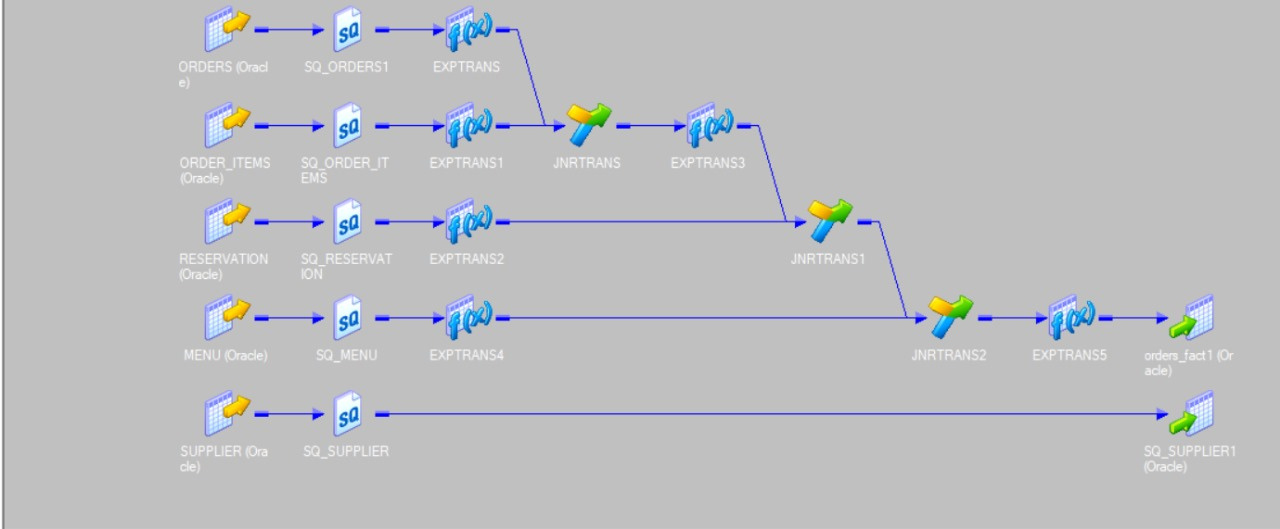 ORDERS (Oracl
e)
SQ
SQ_ORDERS1
f(x)
EXPTRANS
ORDER_ITEMS
(Oracle)
SQ
SQ_ORDER_IT
EMS
f(x)
EXPTRANS1
JNRTRANS
f(x)
EXPTRANS3
RESERVATION
(Oracle)
SQ
SQ_RESERVAT
ION
f(x)
EXPTRANS2
JNRTRANS1
MENU (Oracle)
SQ
SQ_MENU
f(x)
EXPTRANS4
JNRTRANS2
f(x)
EXPTRANS5
orders_fact1 (Or
acle)
SUPPLIER (Ora
cle)
SQ
SQ_SUPPLIER
SQ_SUPPLIER1
(Oracle)